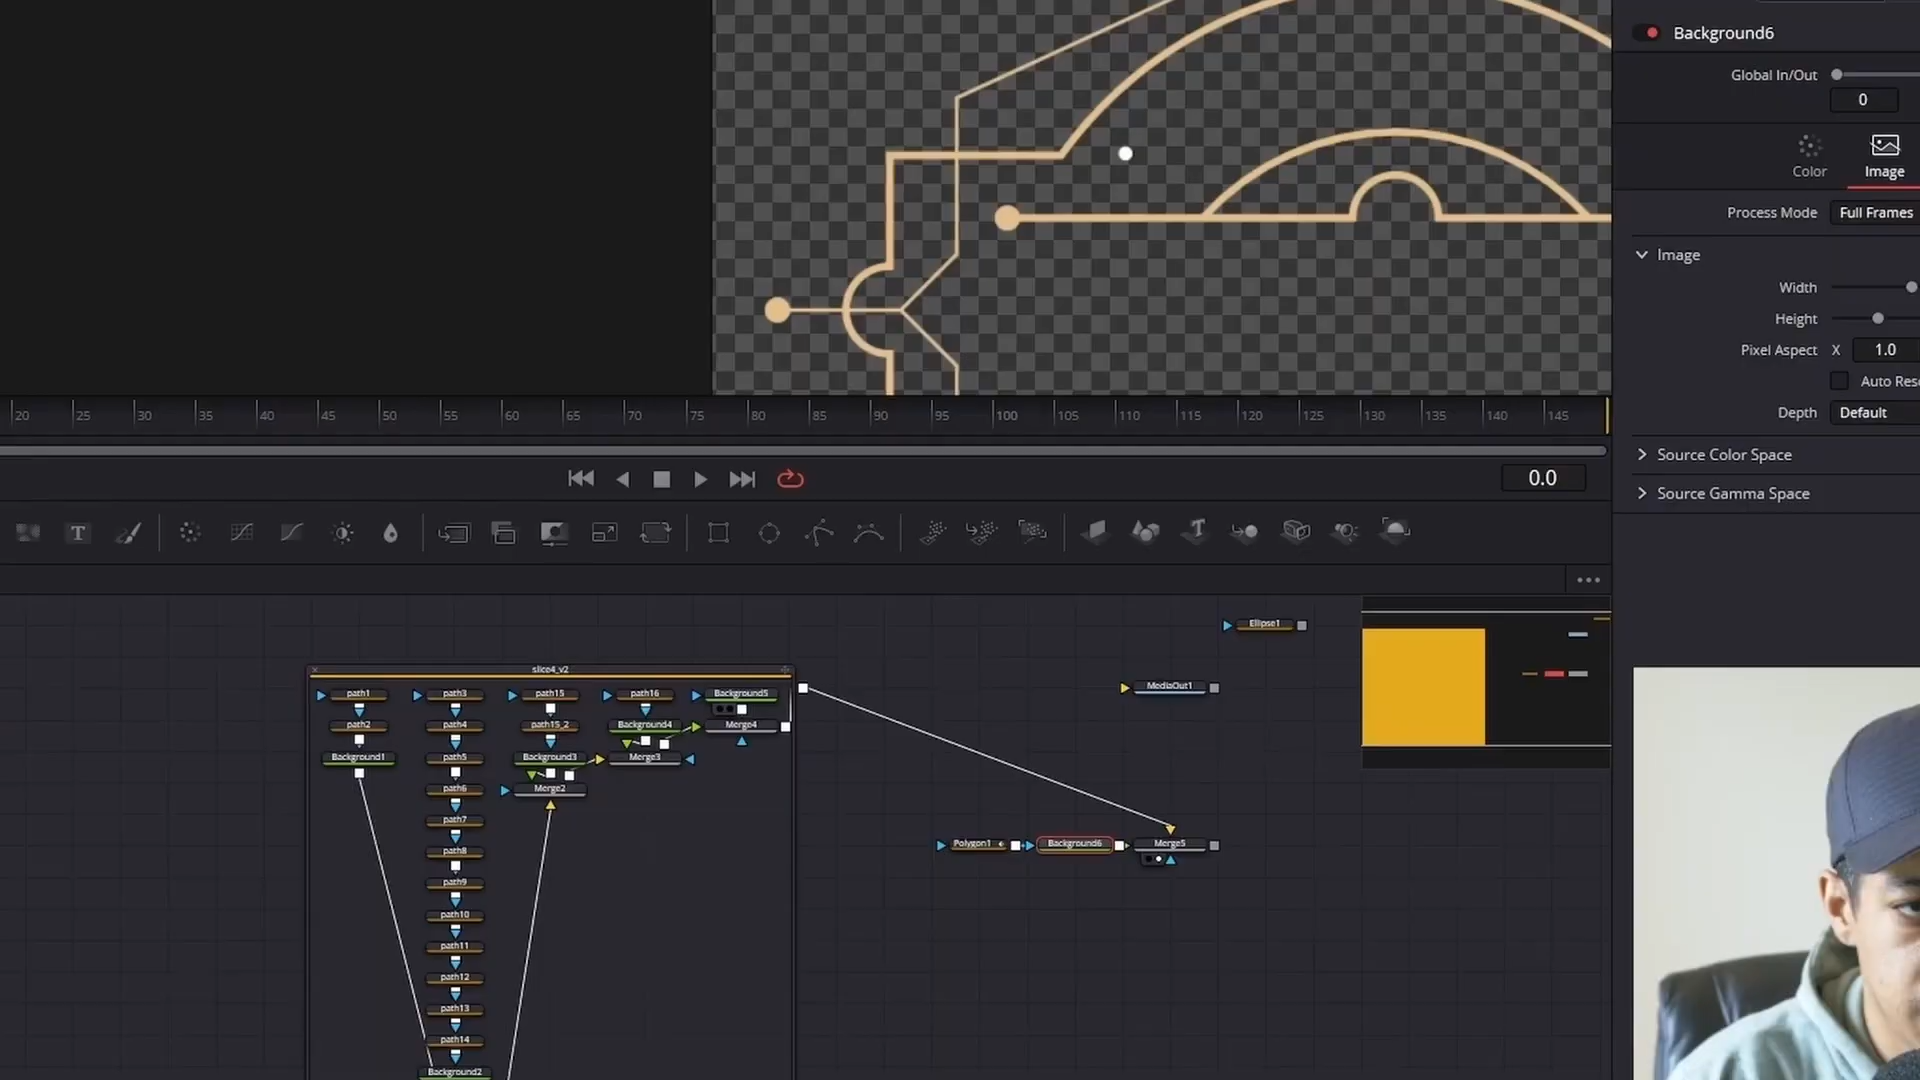 Background6
Global In/Out
0
Color
Image
Process Mode
Full Frames
Image
Width
Height
Pixel Aspect
X
1.0
Auto Reso
Depth
Default
Source Color Space
Source Gamma Space
20 25 30 35 40 45 50 55 60 65 70 75 80 85 90 95 100 105 110 115 120 125 130 135 140 145
0.0
T
T
Ellipse1
slice4_v2
path1 path3 path15 path16 Background5
MediaOut1
path2 path4 path15_2 Background4 Merge4
Background1 path5 Background3 Merge3
path6 Merge2
path7
path8
Polygon1 Background6 Merge5
path9
path10
path11
path12
path13
path14
Background2